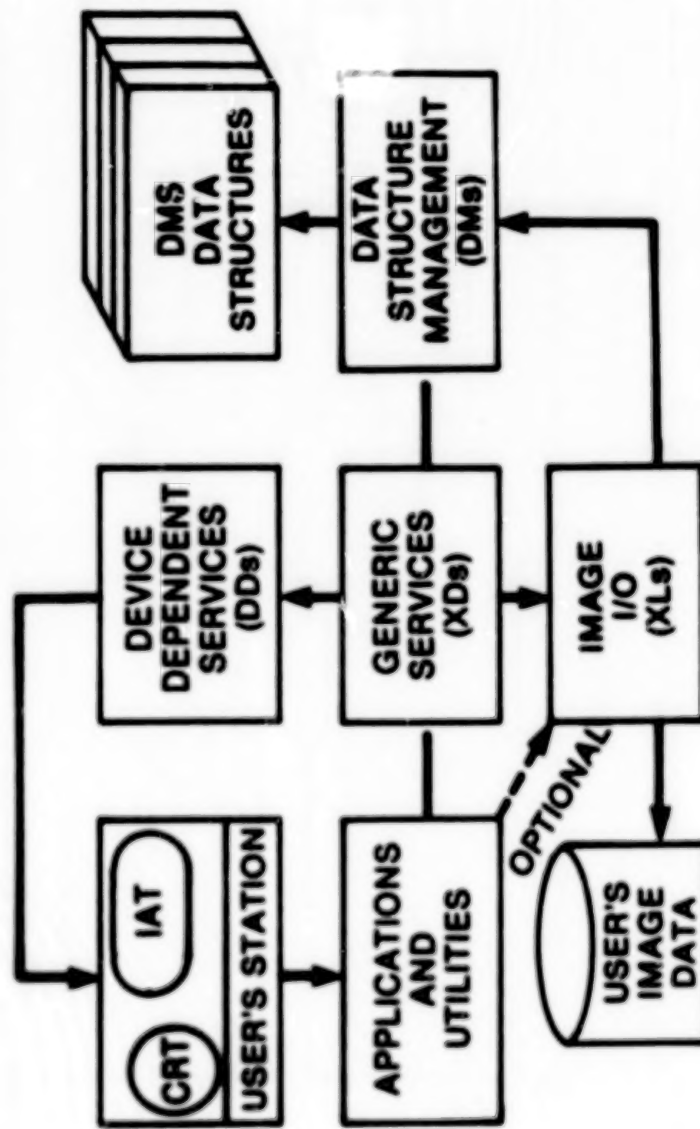 CRT
IAT
USER'S STATION
DEVICE
DEPENDENT
SERVICES
(DDs)
DMS
DATA
STRUCTURES
APPLICATIONS
AND
UTILITIES
GENERIC
SERVICES
(XDs)
DATA
STRUCTURE
MANAGEMENT
(DMs)
OPTIONAL
USER'S
IMAGE
DATA
IMAGE
I/O
(XLs)